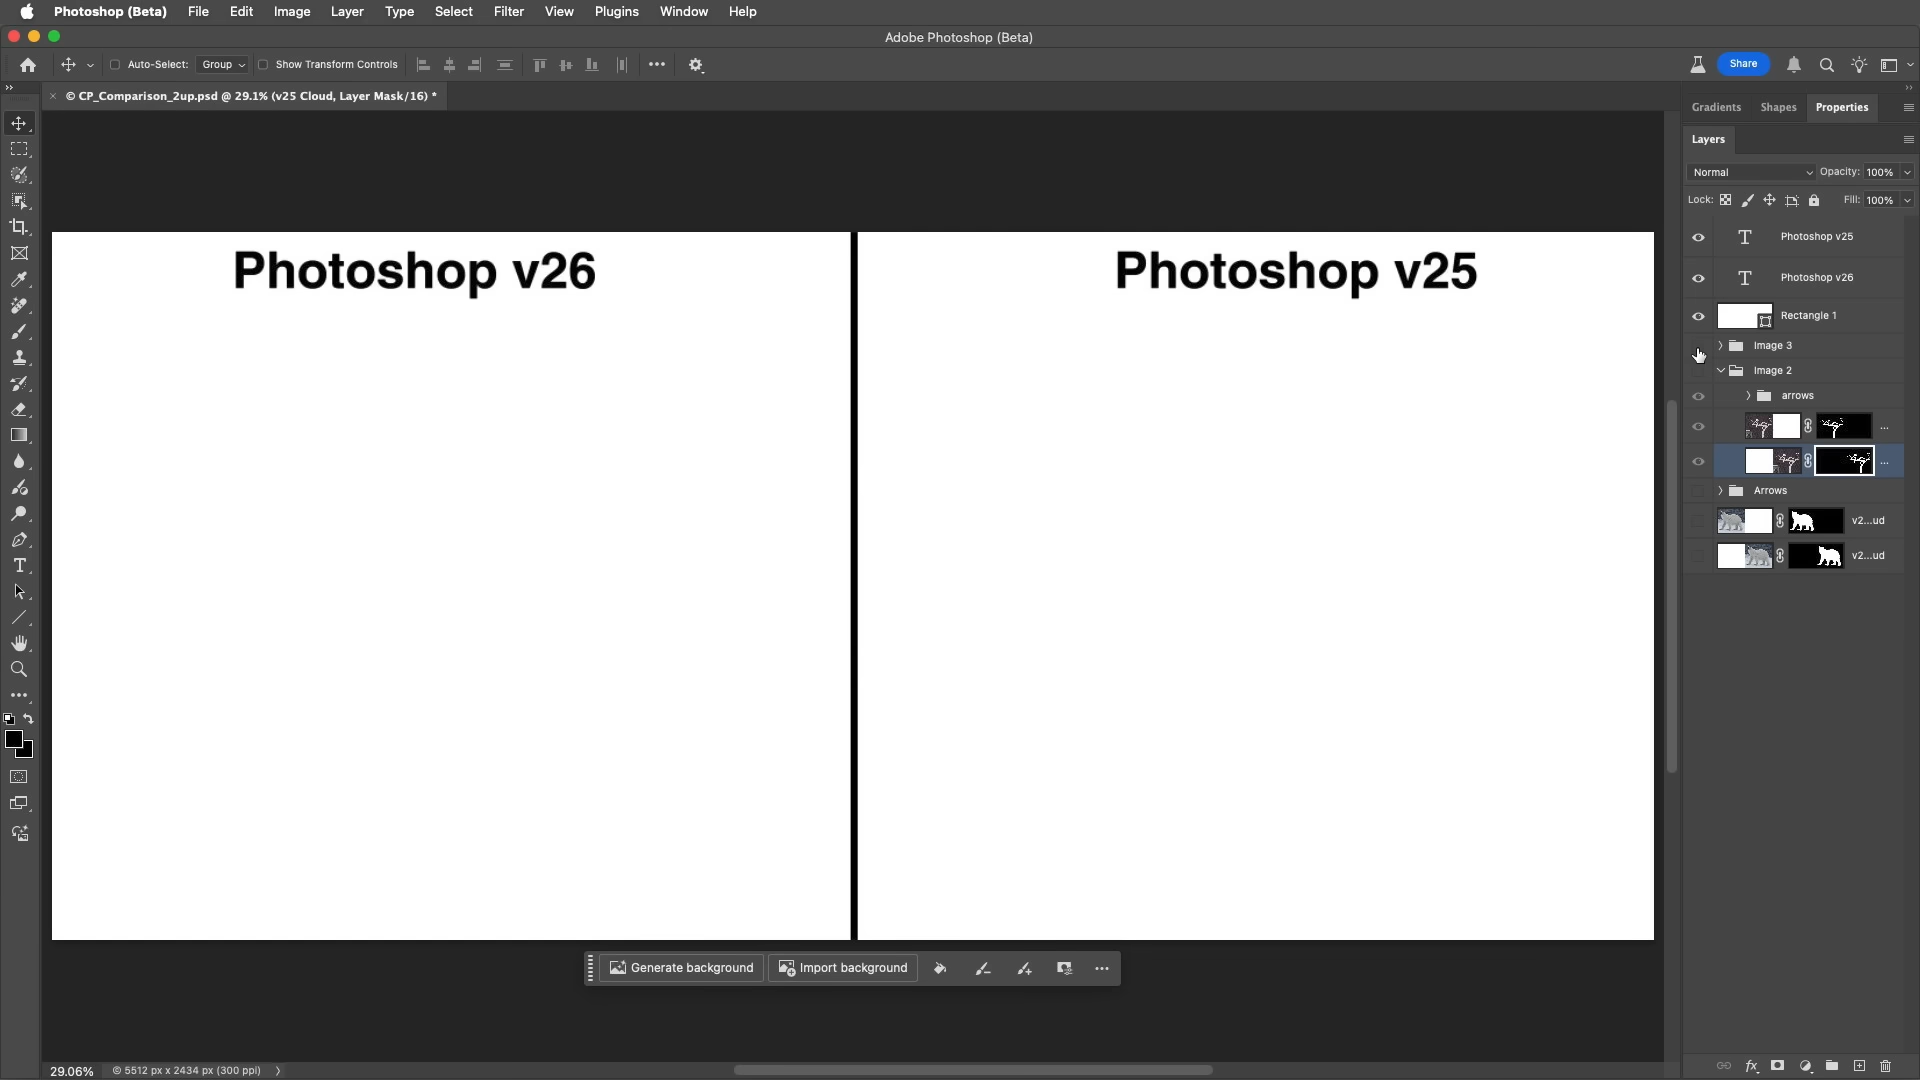 Photoshop (Beta) File Edit Image Layer Type Select Filter View Plugins Window Help
Adobe Photoshop (Beta)
Auto-Select: Group Show Transform Controls ••• Share
× © CP_Comparison_2up.psd @ 29.1% (v25 Cloud, Layer Mask/16) *
Gradients Shapes Properties
Layers
Normal Opacity: 100%
Lock: Fill: 100%
T Photoshop v25
T Photoshop v26
Rectangle 1
Image 3
Image 2
arrows
...
...
Arrows
v2...ud
v2...ud
Photoshop v26
Photoshop v25
Generate background Import background •••
29.06% © 5512 px x 2434 px (300 ppi) >